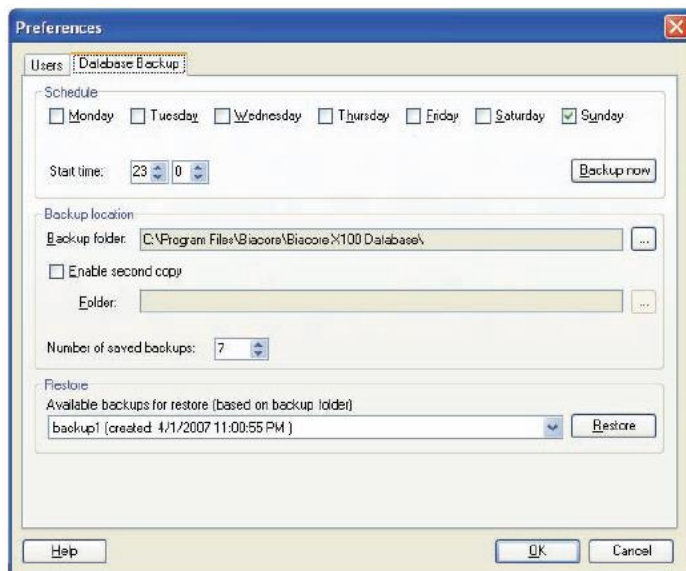 Preferences
Users Database Backup
Schedule
Monday Tuesday Wednesday Thursday Friday Saturday Sunday
Start time: 23 0 Backup now
Backup location
Backup folder: C:\Program Files\Biacore\Biacore X100 Database\ ...
Enable second copy
Folder: ...
Number of saved backups: 7
Restore
Available backups for restore (based on backup folder)
backup1 (created: 4/1/2007 11:00:55 PM ) Restore
Help OK Cancel